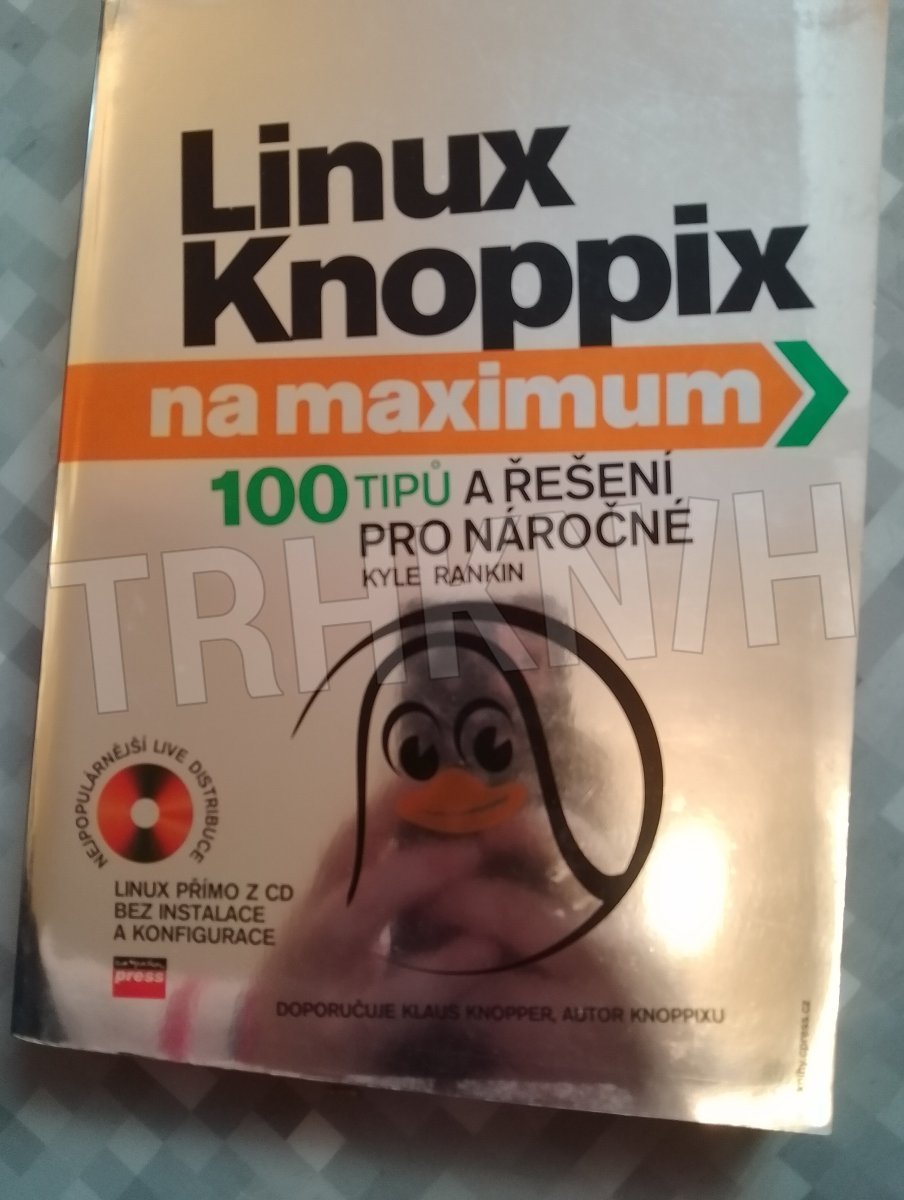 Linux
Knoppix
na maximum
100 TIPŮ A ŘEŠENÍ
PRO NÁROČNÉ
KYLE RANKIN
TRHKN/H
NEJPOPULÁRNĚJŠÍ LIVE DISTRIBUCE
LINUX PŘÍMO Z CD
BEZ INSTALACE
A KONFIGURACE
press
DOPORUČUJE KLAUS KNOPPER, AUTOR KNOPPIXU
knihy.cpress.cz